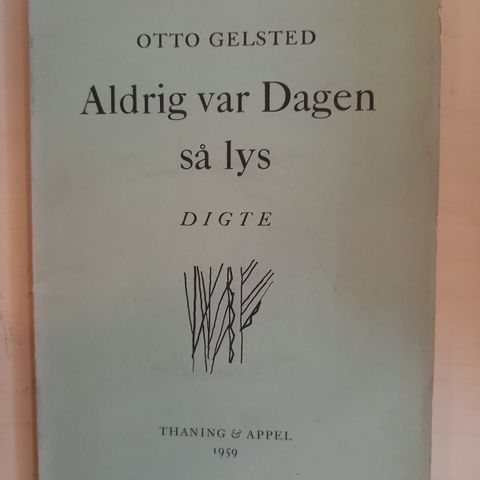 OTTO GELSTED
Aldrig var Dagen
så lys
DIGTE
THANING & APPEL
1959